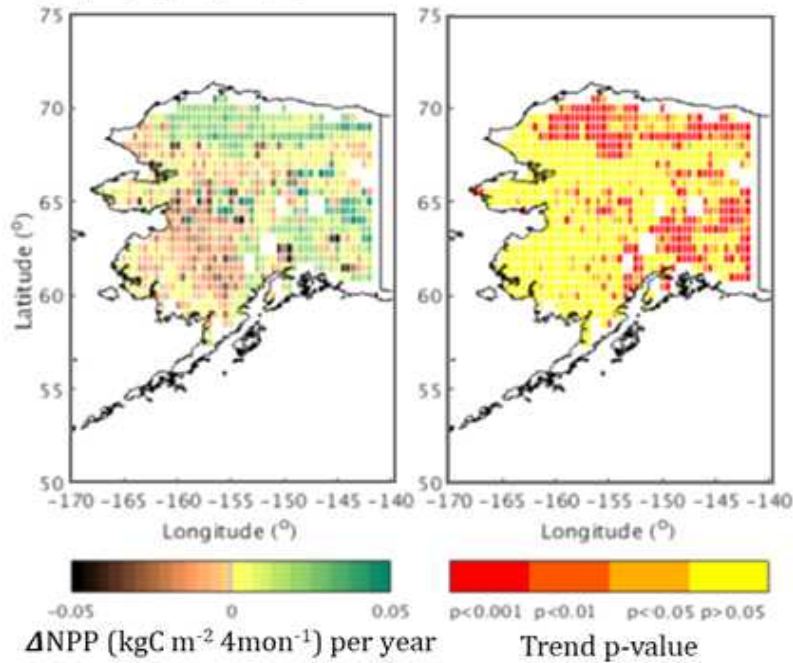 75
70
65
60
55
50
Latitude (°)
-170 -165 -160 -155 -150 -145 -140
Longitude (°)
75
70
65
60
55
50
-170 -165 -160 -155 -150 -145 -140
Longitude (°)
-0.05 0 0.05
ΔNPP (kgC m⁻² 4mon⁻¹) per year
p<0.001 p<0.01 p<0.05 p>0.05
Trend p-value